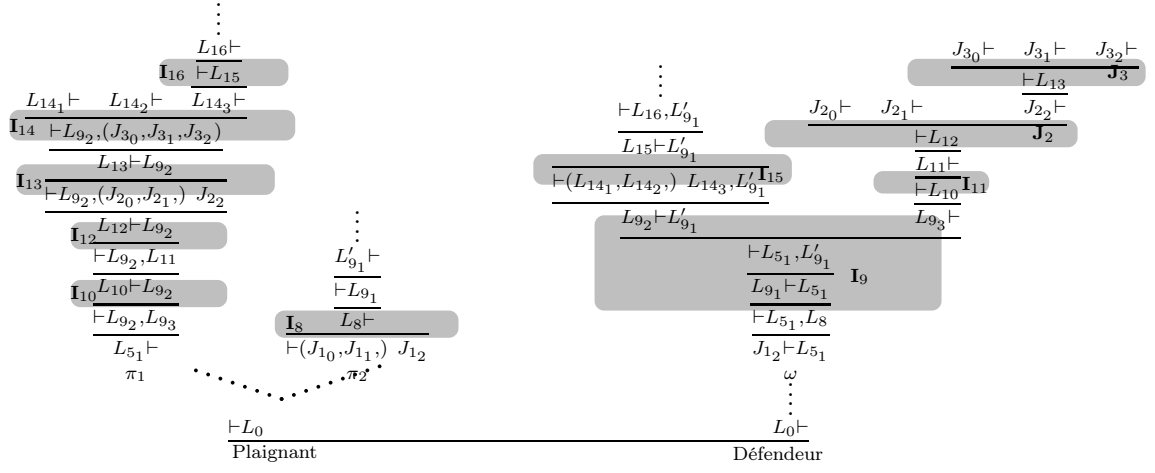 L₁₆⊢
I₁₆ ⊢L₁₅
L₁₄₁⊢ L₁₄₂⊢ L₁₄₃⊢
I₁₄ ⊢L₉₂,(J₃₀,J₃₁,J₃₂)
L₁₃⊢L₉₂
I₁₃
⊢L₉₂,(J₂₀,J₂₁,) J₂₂
I₁₂ L₁₂⊢L₉₂
⊢L₉₂,L₁₁
I₁₀ L₁₀⊢L₉₂
⊢L₉₂,L₉₃
L₅₁⊢
π₁
L′₉₁⊢
⊢L₉₁
I₈ L₈⊢
⊢(J₁₀,J₁₁,) J₁₂
π₂
⊢L₁₆,L′₉₁
L₁₅⊢L′₉₁
I₁₅
⊢(L₁₄₁,L₁₄₂,) L₁₄₃,L′₉₁
L₉₂⊢L′₉₁
J₃₀⊢ J₃₁⊢ J₃₂⊢
J₃
⊢L₁₃
J₂₀⊢ J₂₁⊢ J₂₂⊢
J₂
⊢L₁₂
L₁₁⊢
I₁₁
⊢L₁₀
L₉₃⊢
⊢L₅₁,L′₉₁
I₉
L₉₁⊢L₅₁
⊢L₅₁,L₈
J₁₂⊢L₅₁
ω
⊢L₀ L₀⊢
Plaignant Défendeur